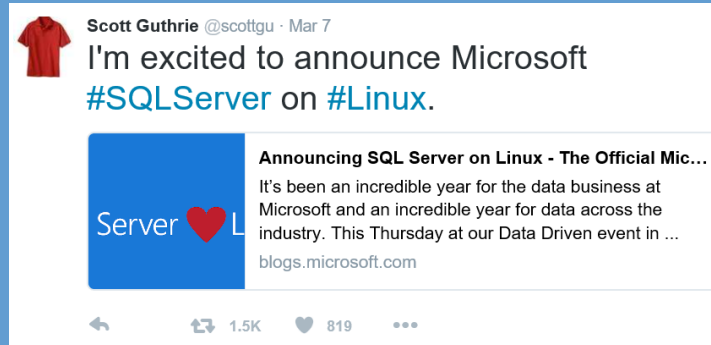 Scott Guthrie @scottgu · Mar 7
I'm excited to announce Microsoft
#SQLServer on #Linux.
Announcing SQL Server on Linux - The Official Mic...
It's been an incredible year for the data business at
Microsoft and an incredible year for data across the
industry. This Thursday at our Data Driven event in ...
Server L
blogs.microsoft.com
1.5K 819